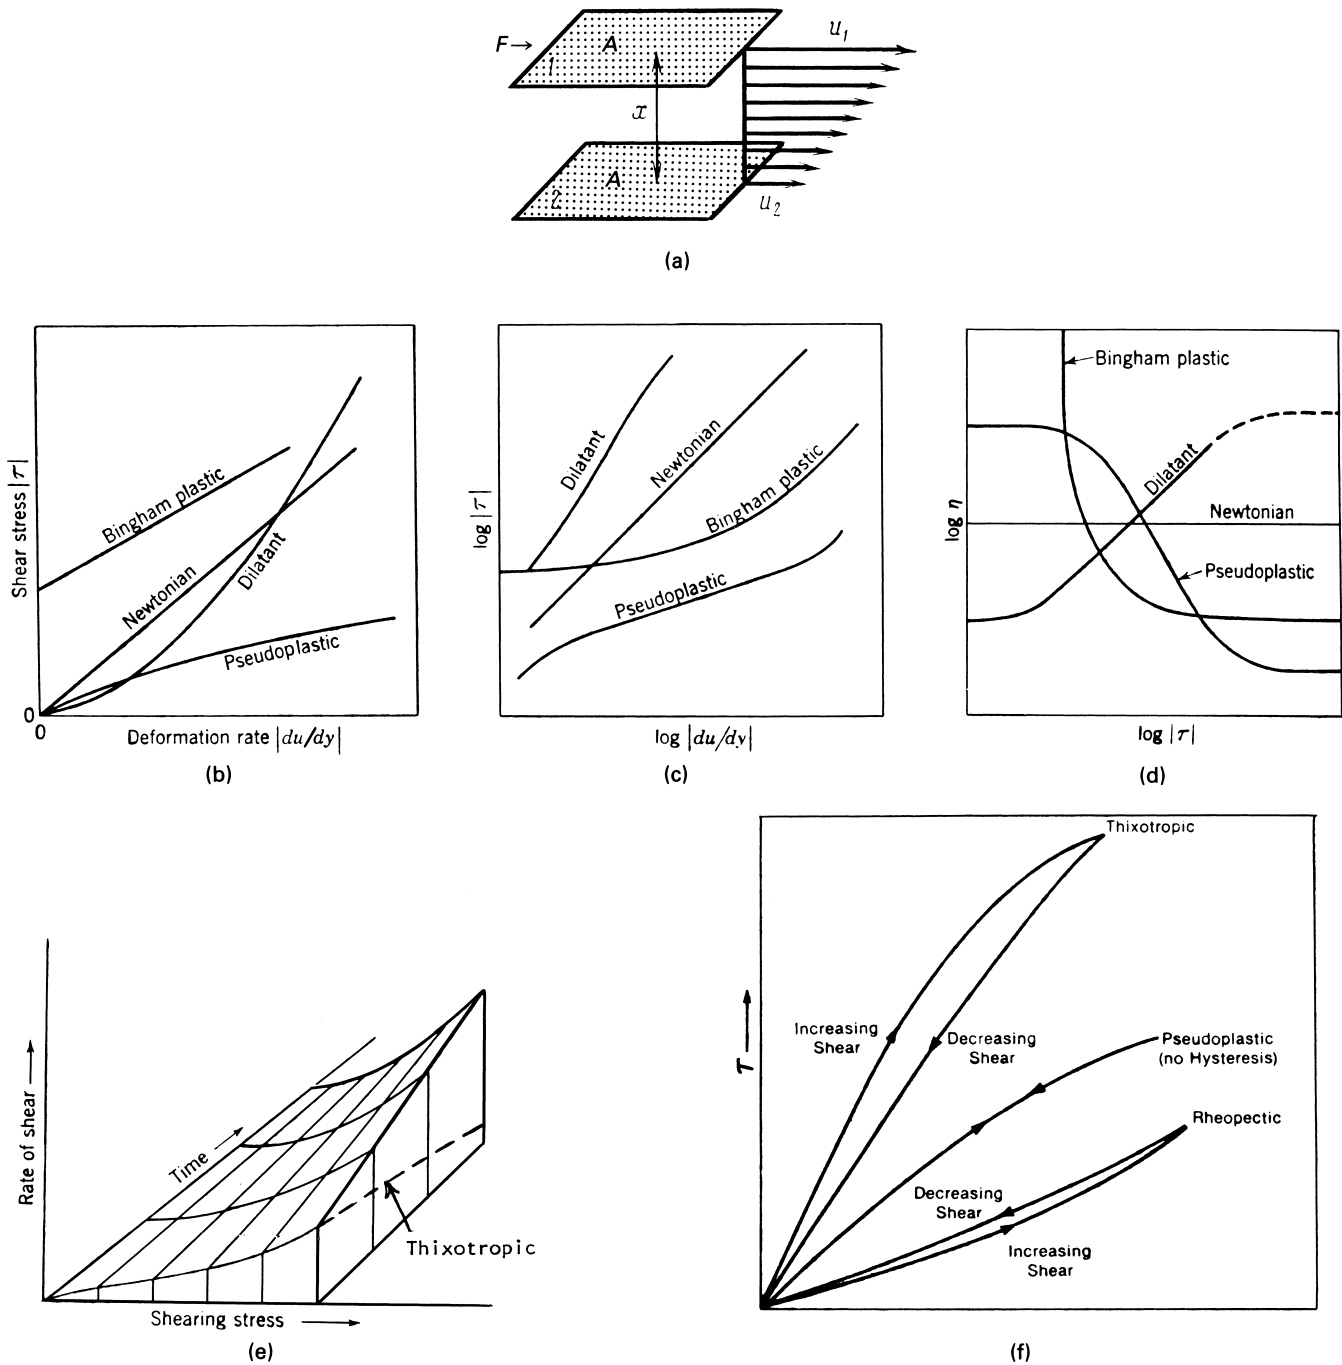 F→
1
A
u₁
x
A
2
u₂
(a)
Shear stress |τ|
Bingham plastic
Newtonian
Dilatant
Pseudoplastic
0
0
Deformation rate |du/dy|
(b)
log |τ|
Dilatant
Newtonian
Bingham plastic
Pseudoplastic
log |du/dy|
(c)
log η
Bingham plastic
Dilatant
Newtonian
Pseudoplastic
log |τ|
(d)
Rate of shear
Time
Thixotropic
Shearing stress
(e)
τ
Thixotropic
Increasing
Shear
Decreasing
Shear
Pseudoplastic
(no Hysteresis)
Rheopectic
Decreasing
Shear
Increasing
Shear
(f)